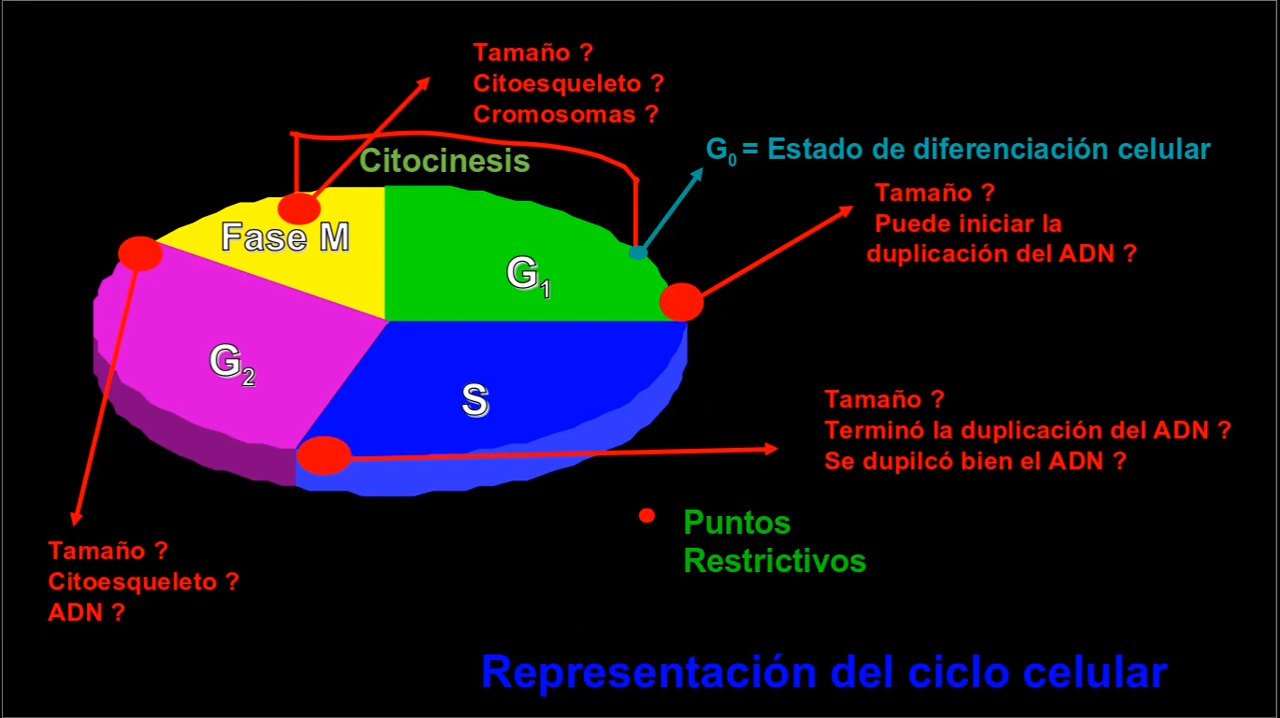 Tamaño ?
Citoesqueleto ?
Cromosomas ?
Citocinesis
G₀ = Estado de diferenciación celular
Tamaño ?
Puede iniciar la
duplicación del ADN ?
Fase M
G₁
G₂
S
Tamaño ?
Terminó la duplicación del ADN ?
Se dupilcó bien el ADN ?
Puntos
Restrictivos
Tamaño ?
Citoesqueleto ?
ADN ?
Representación del ciclo celular